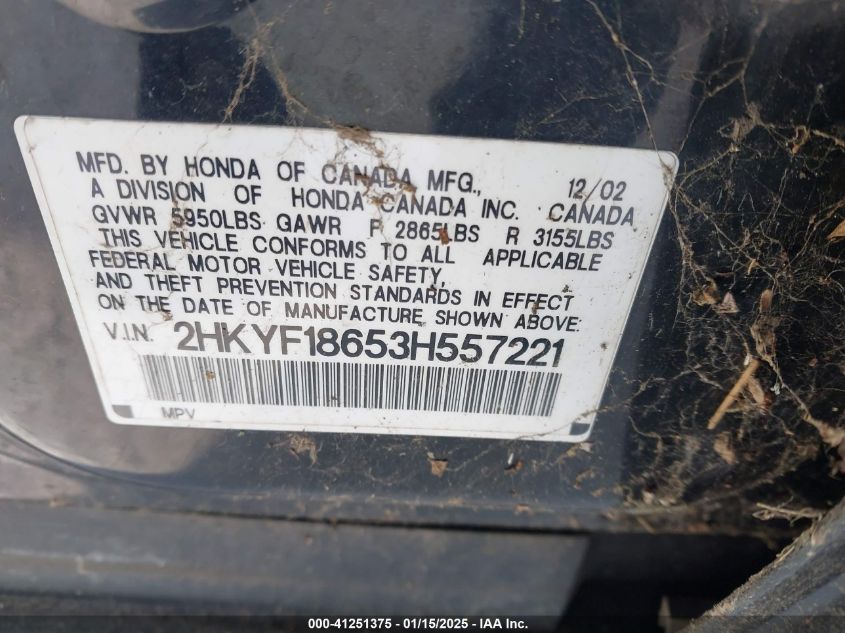 MFD. BY HONDA OF CANADA MFG., 12/02
A DIVISION OF HONDA CANADA INC. CANADA
GVWR 5950LBS GAWR F 2865LBS R 3155LBS
THIS VEHICLE CONFORMS TO ALL APPLICABLE
FEDERAL MOTOR VEHICLE SAFETY,
AND THEFT PREVENTION STANDARDS IN EFFECT
ON THE DATE OF MANUFACTURE SHOWN ABOVE:
V.I.N. 2HKYF18653H557221
MPV
000-41251375 - 01/15/2025 - IAA Inc.